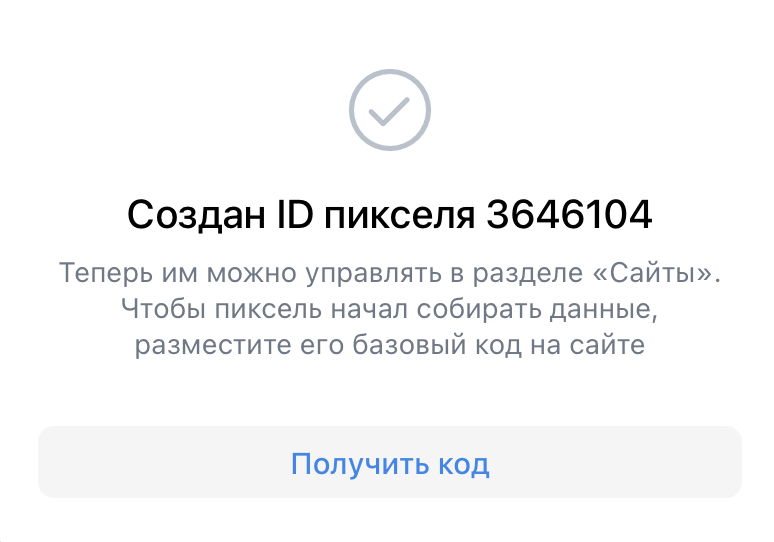 Создан ID пикселя 3646104
Теперь им можно управлять в разделе «Сайты».
Чтобы пиксель начал собирать данные,
разместите его базовый код на сайте
Получить код